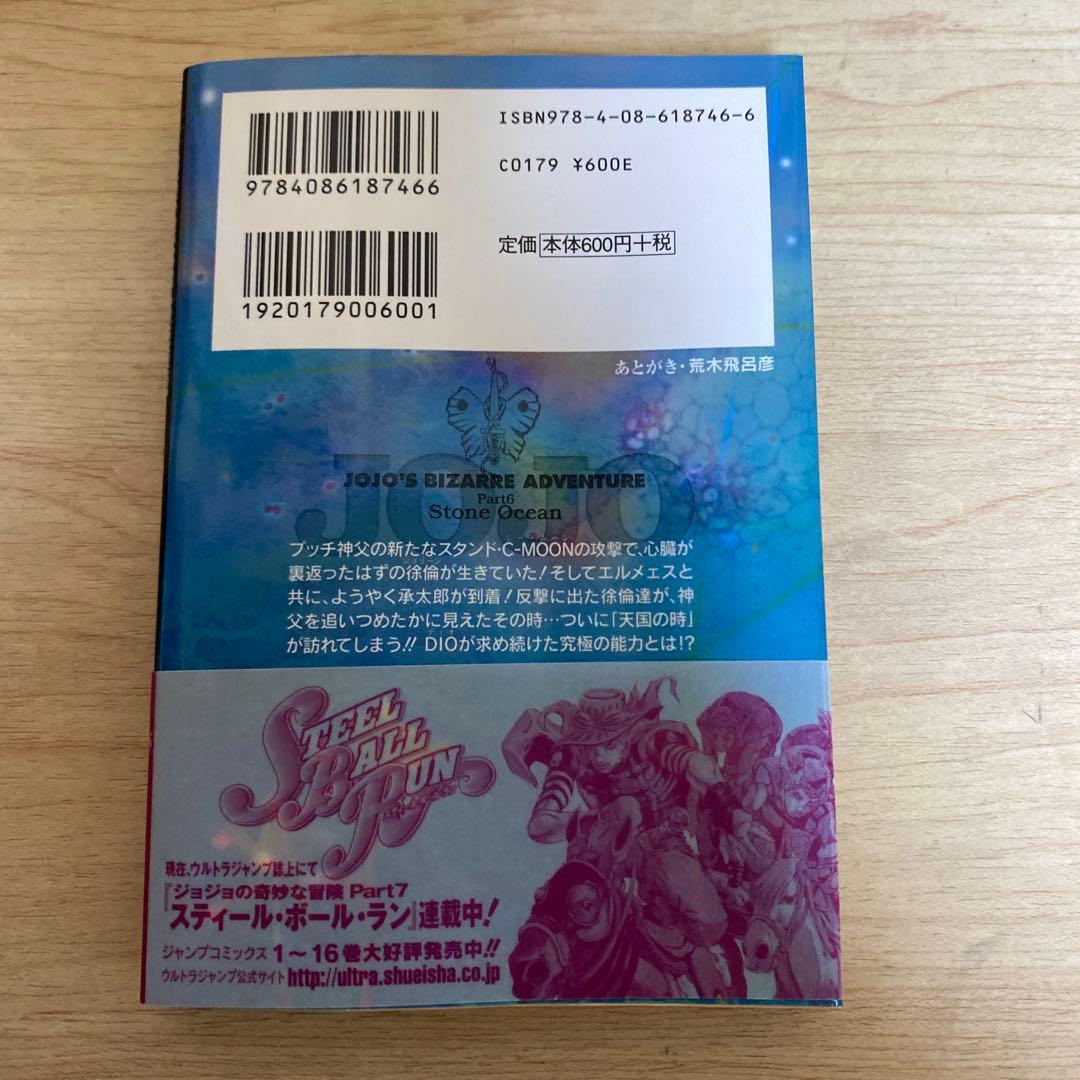 ISBN978-4-08-618746-6
9784086187466
C0179 ¥600E
定価 本体600円+税
1920179006001
あとがき・荒木飛呂彦
JOJO
JOJO'S BIZARRE ADVENTURE
Part6
Stone Ocean
プッチ神父の新たなスタンド・C-MOONの攻撃で、心臓が
裏返ったはずの徐倫が生きていた!そしてエルメェスと
共に、ようやく承太郎が到着!反撃に出た徐倫達が、神
父を追いつめたかに見えたその時…ついに「天国の時」
が訪れてしまう!! DIOが求め続けた究極の能力とは!?
STEEL
BALL
RUN
現在、ウルトラジャンプ誌上にて
『ジョジョの奇妙な冒険 Part7
スティール・ボール・ラン』連載中!
ジャンプコミックス 1〜16巻大好評発売中!!
ウルトラジャンプ公式サイト http://ultra.shueisha.co.jp